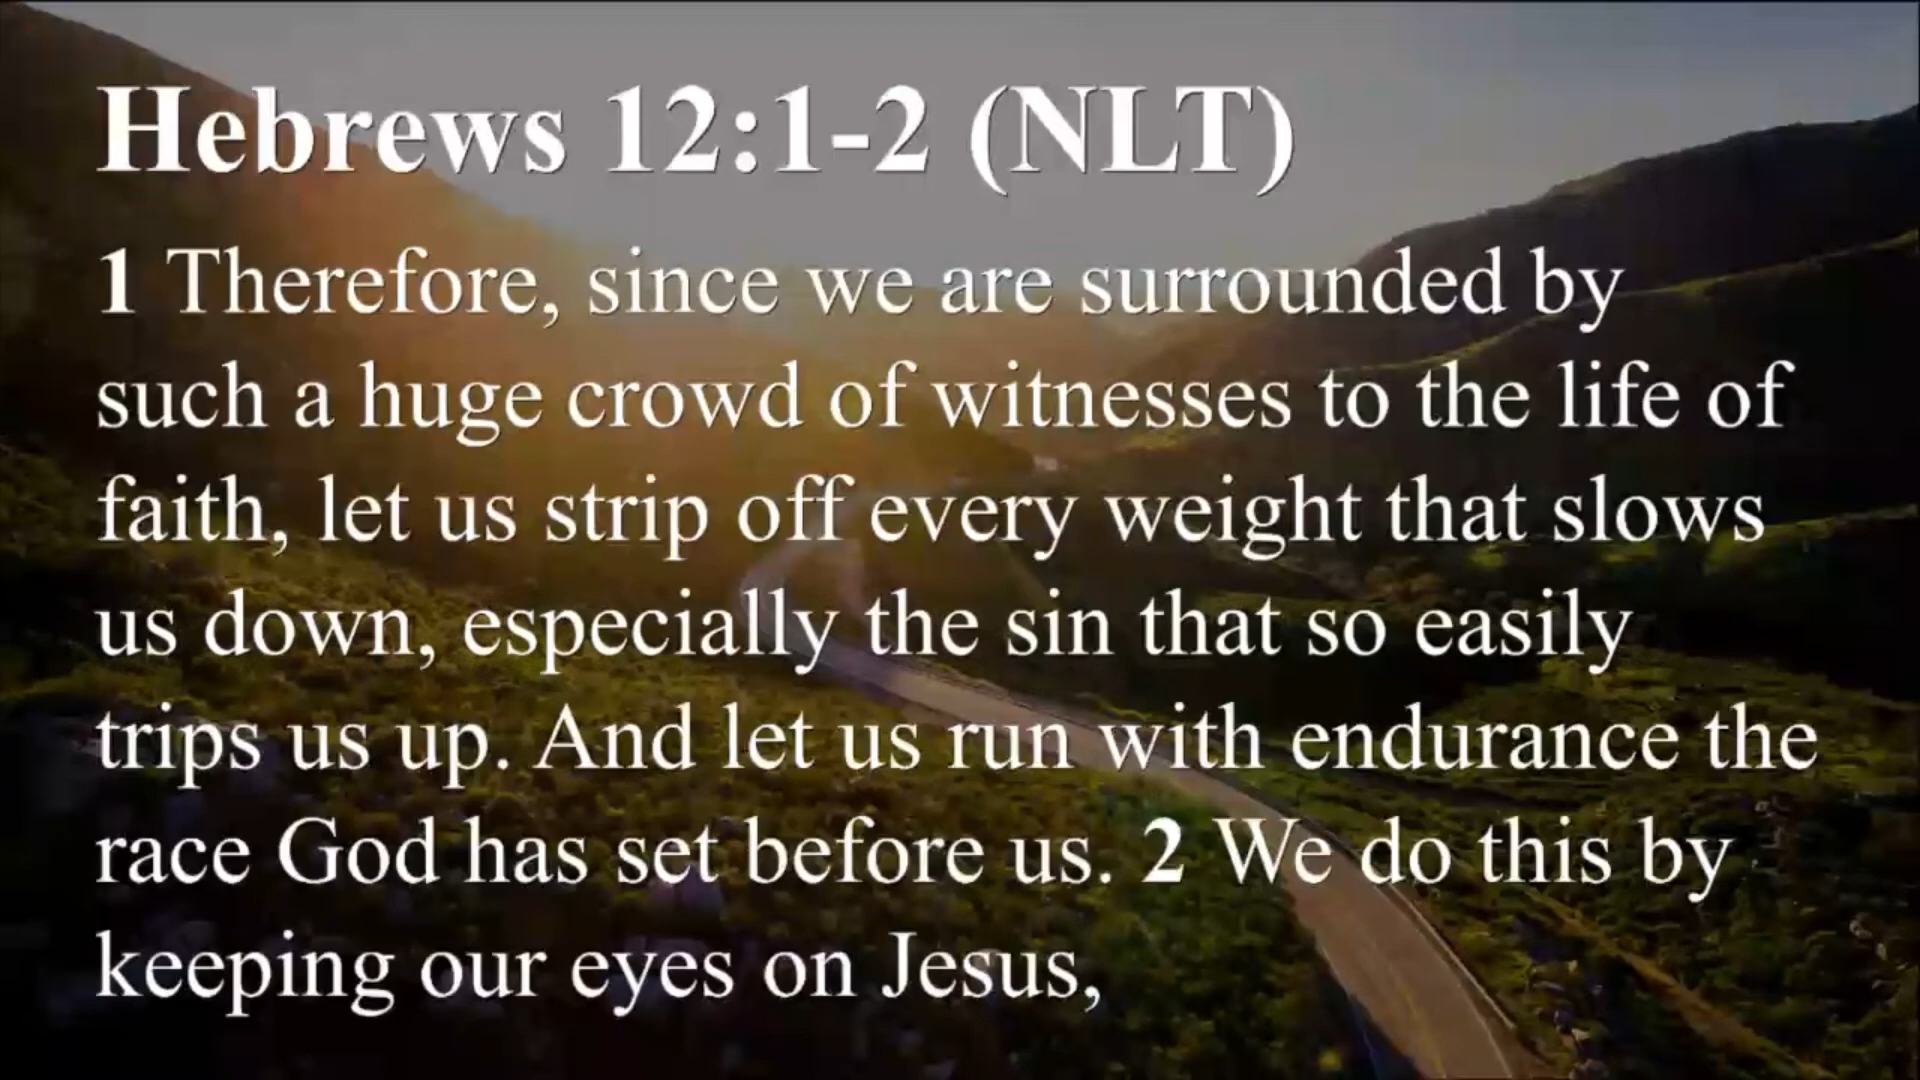 Hebrews 12:1-2 (NLT)
1 Therefore, since we are surrounded by
such a huge crowd of witnesses to the life of
faith, let us strip off every weight that slows
us down, especially the sin that so easily
trips us up. And let us run with endurance the
race God has set before us. 2 We do this by
keeping our eyes on Jesus,